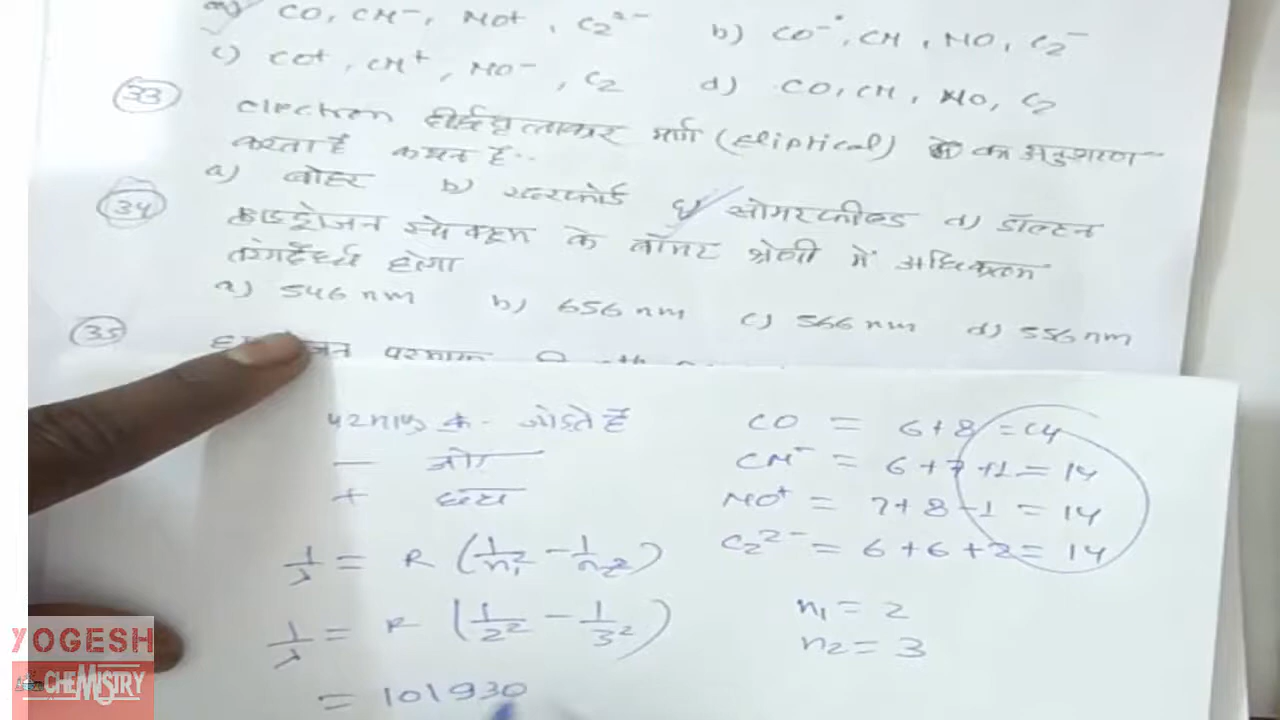 a) CO, CN⁻, NO⁺, C₂²⁻ b) CO⁻, CN, NO, C₂⁻
c) CO⁺, CN⁺, NO⁻, C₂ d) CO, CN, NO, C₂
33 electron दीर्घवृत्ताकार मार्ग (eliptical) का अनुशरण
करता है कथन है..
a) बोहर b) रदरफोर्ड c) सोमरफील्ड d) डॉल्टन
34 हाइड्रोजन स्पेक्ट्रम के बॉमर श्रेणी में अधिकतम
तंरगदैर्ध्य होगा
a) 546 nm b) 656 nm c) 566 nm d) 556 nm
35
परमाणु क्र- जोड़ते हैं
−
+
CO = 6+8 = 14
CN⁻ = 6+7+1 = 14
NO⁺ = 7+8-1 = 14
C₂²⁻ = 6+6+2 = 14
1/λ = R (1/n₁² − 1/n₂²)
1/λ = R (1/2² − 1/3²)
n₁ = 2
n₂ = 3
= 101930
YOGESH
CHEMISTRY